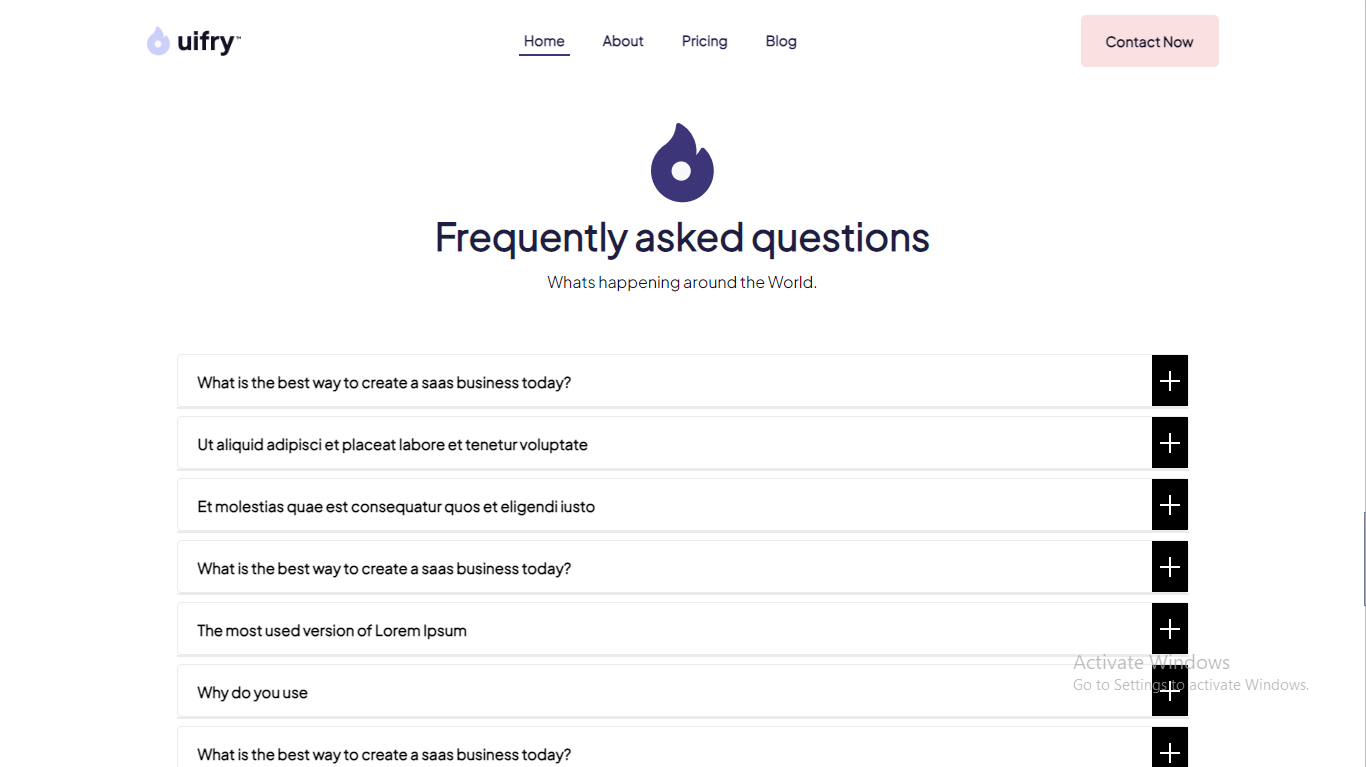 uifry™
Home About Pricing Blog
Contact Now
Frequently asked questions
Whats happening around the World.
What is the best way to create a saas business today?
Ut aliquid adipisci et placeat labore et tenetur voluptate
Et molestias quae est consequatur quos et eligendi iusto
What is the best way to create a saas business today?
The most used version of Lorem Ipsum
Activate Windows
Go to Settings to activate Windows.
Why do you use
What is the best way to create a saas business today?